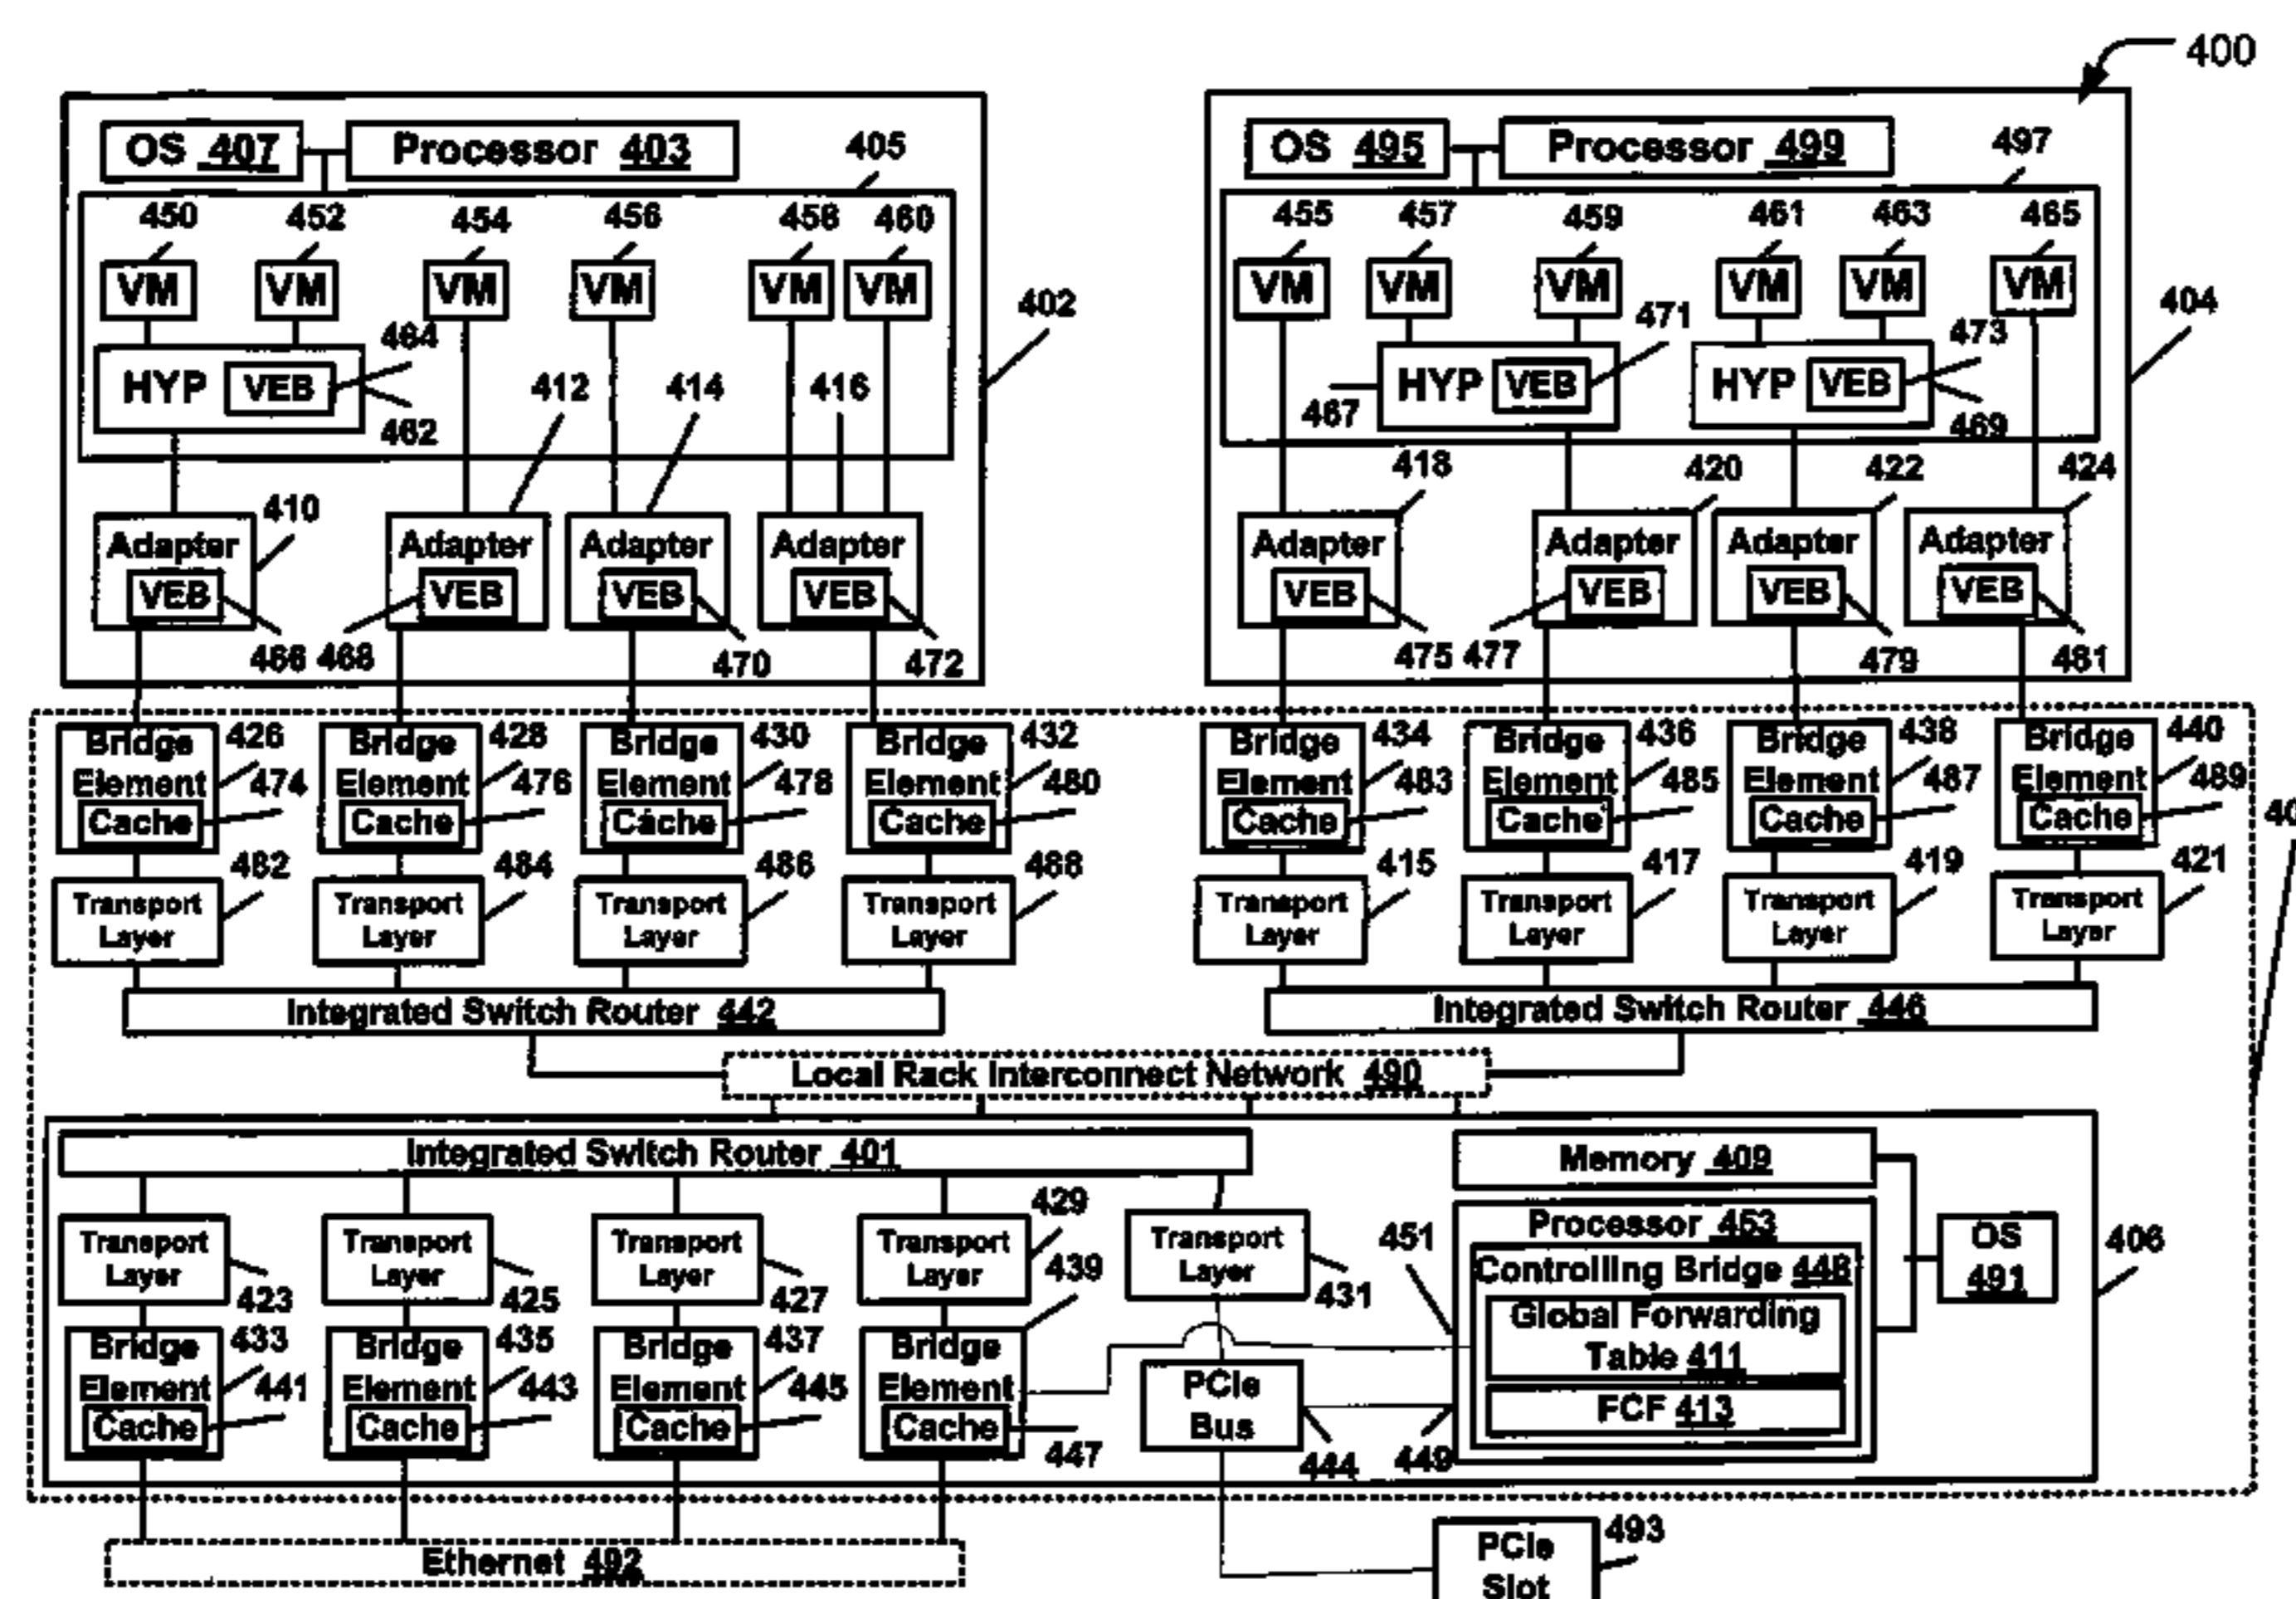 400
OS 407 Processor 403 405
OS 495 Processor 499 497
450 452 454 456 458 460
455 457 459 461 463 465
VM VM VM VM VM VM
VM VM VM VM VM VM
402
404
464
471
473
HYP VEB
412 414 416
HYP VEB
HYP VEB
462
467
469
418 420 422 424
410
Adapter Adapter Adapter Adapter
Adapter Adapter Adapter Adapter
VEB VEB VEB VEB
VEB VEB VEB VEB
466 468 470 472
475 477 479 481
Bridge 426 Bridge 428 Bridge 430 Bridge 432
Bridge 434 Bridge 436 Bridge 438 Bridge 440
Element 474 Element 476 Element 478 Element 480
Element 483 Element 485 Element 487 Element 489
Cache Cache Cache Cache
Cache Cache Cache Cache
482 484 486 488
415 417 419 421
Transport Transport Transport Transport
Layer Layer Layer Layer
Transport Transport Transport Transport
Layer Layer Layer Layer
Integrated Switch Router 442
Integrated Switch Router 446
Local Rack Interconnect Network 490
Integrated Switch Router 401
Memory 409
Transport Transport Transport Transport 429 Transport
Layer Layer Layer Layer Layer
423 425 427 439 431
451
Processor 453
OS
491
406
Controlling Bridge 448
Global Forwarding
Table 411
FCF 413
Bridge 433 Bridge 435 Bridge 437 Bridge
Element 441 Element 443 Element 445 Element
Cache Cache Cache Cache
447
PCIe
Bus
444 449
Ethernet 492
PCIe
Slot
493